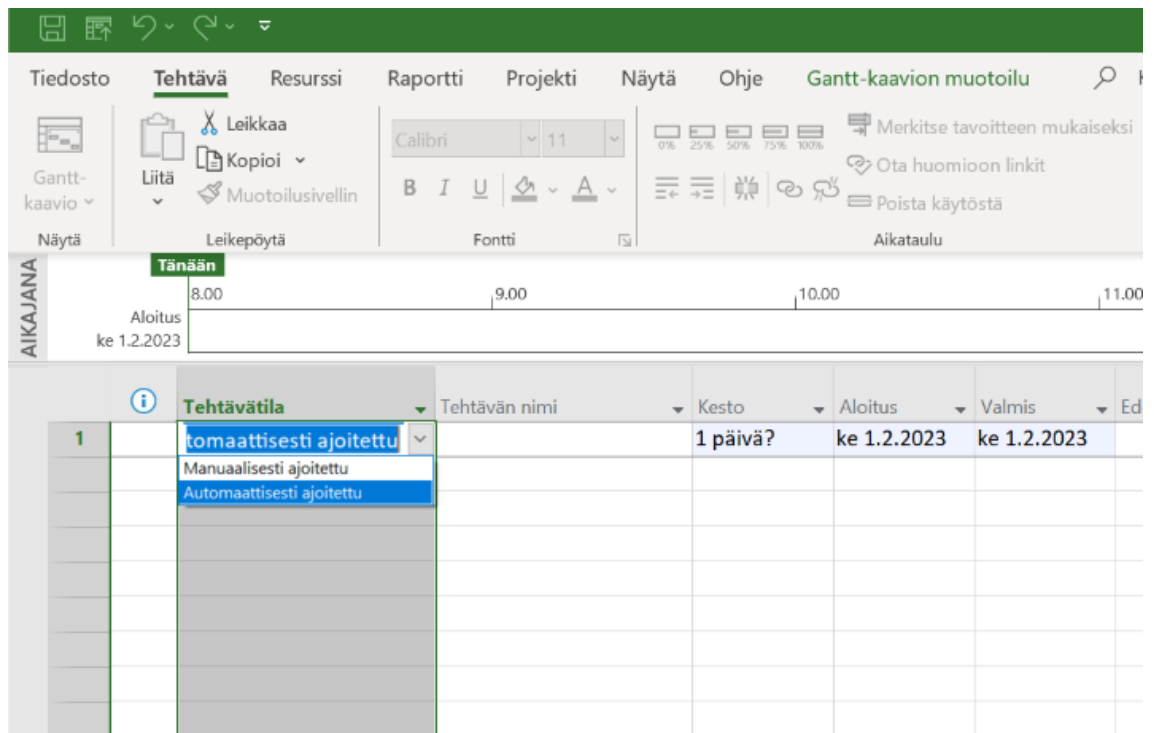 Tiedosto Tehtävä Resurssi Raportti Projekti Näytä Ohje Gantt-kaavion muotoilu
Gantt-
kaavio
Näytä
Liitä
Leikkaa
Kopioi
Muotoilusivellin
Leikepöytä
Calibri 11
B I U A
Fontti
0% 25% 50% 75% 100%
Merkitse tavoitteen mukaiseksi
Ota huomioon linkit
Poista käytöstä
Aikataulu
AIKAJANA
Tänään
8.00 9.00 10.00 11.00
Aloitus
ke 1.2.2023
Tehtävätila Tehtävän nimi Kesto Aloitus Valmis Ed
1 tomaattisesti ajoitettu 1 päivä? ke 1.2.2023 ke 1.2.2023
Manuaalisesti ajoitettu
Automaattisesti ajoitettu